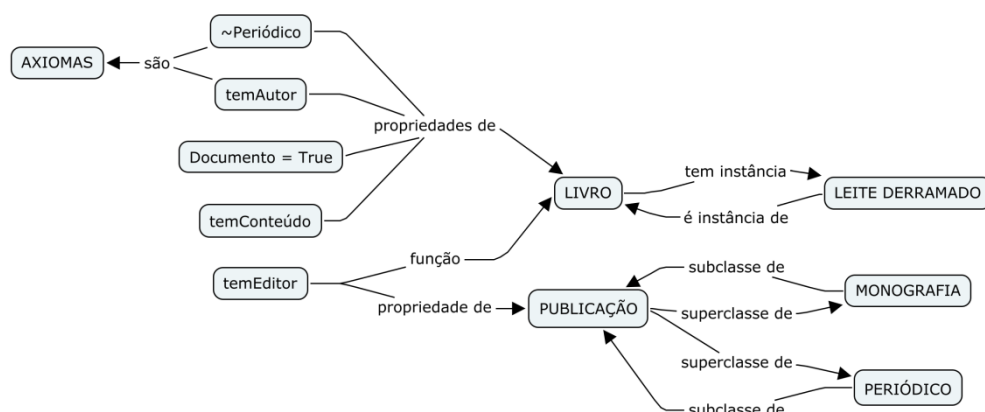 ~Periódico
AXIOMAS
são
temAutor
propriedades de
Documento = True
tem instância
LIVRO
LEITE DERRAMADO
é instância de
temConteúdo
função
temEditor
subclasse de
MONOGRAFIA
propriedade de
PUBLICAÇÃO
superclasse de
superclasse de
PERIÓDICO
subclasse de